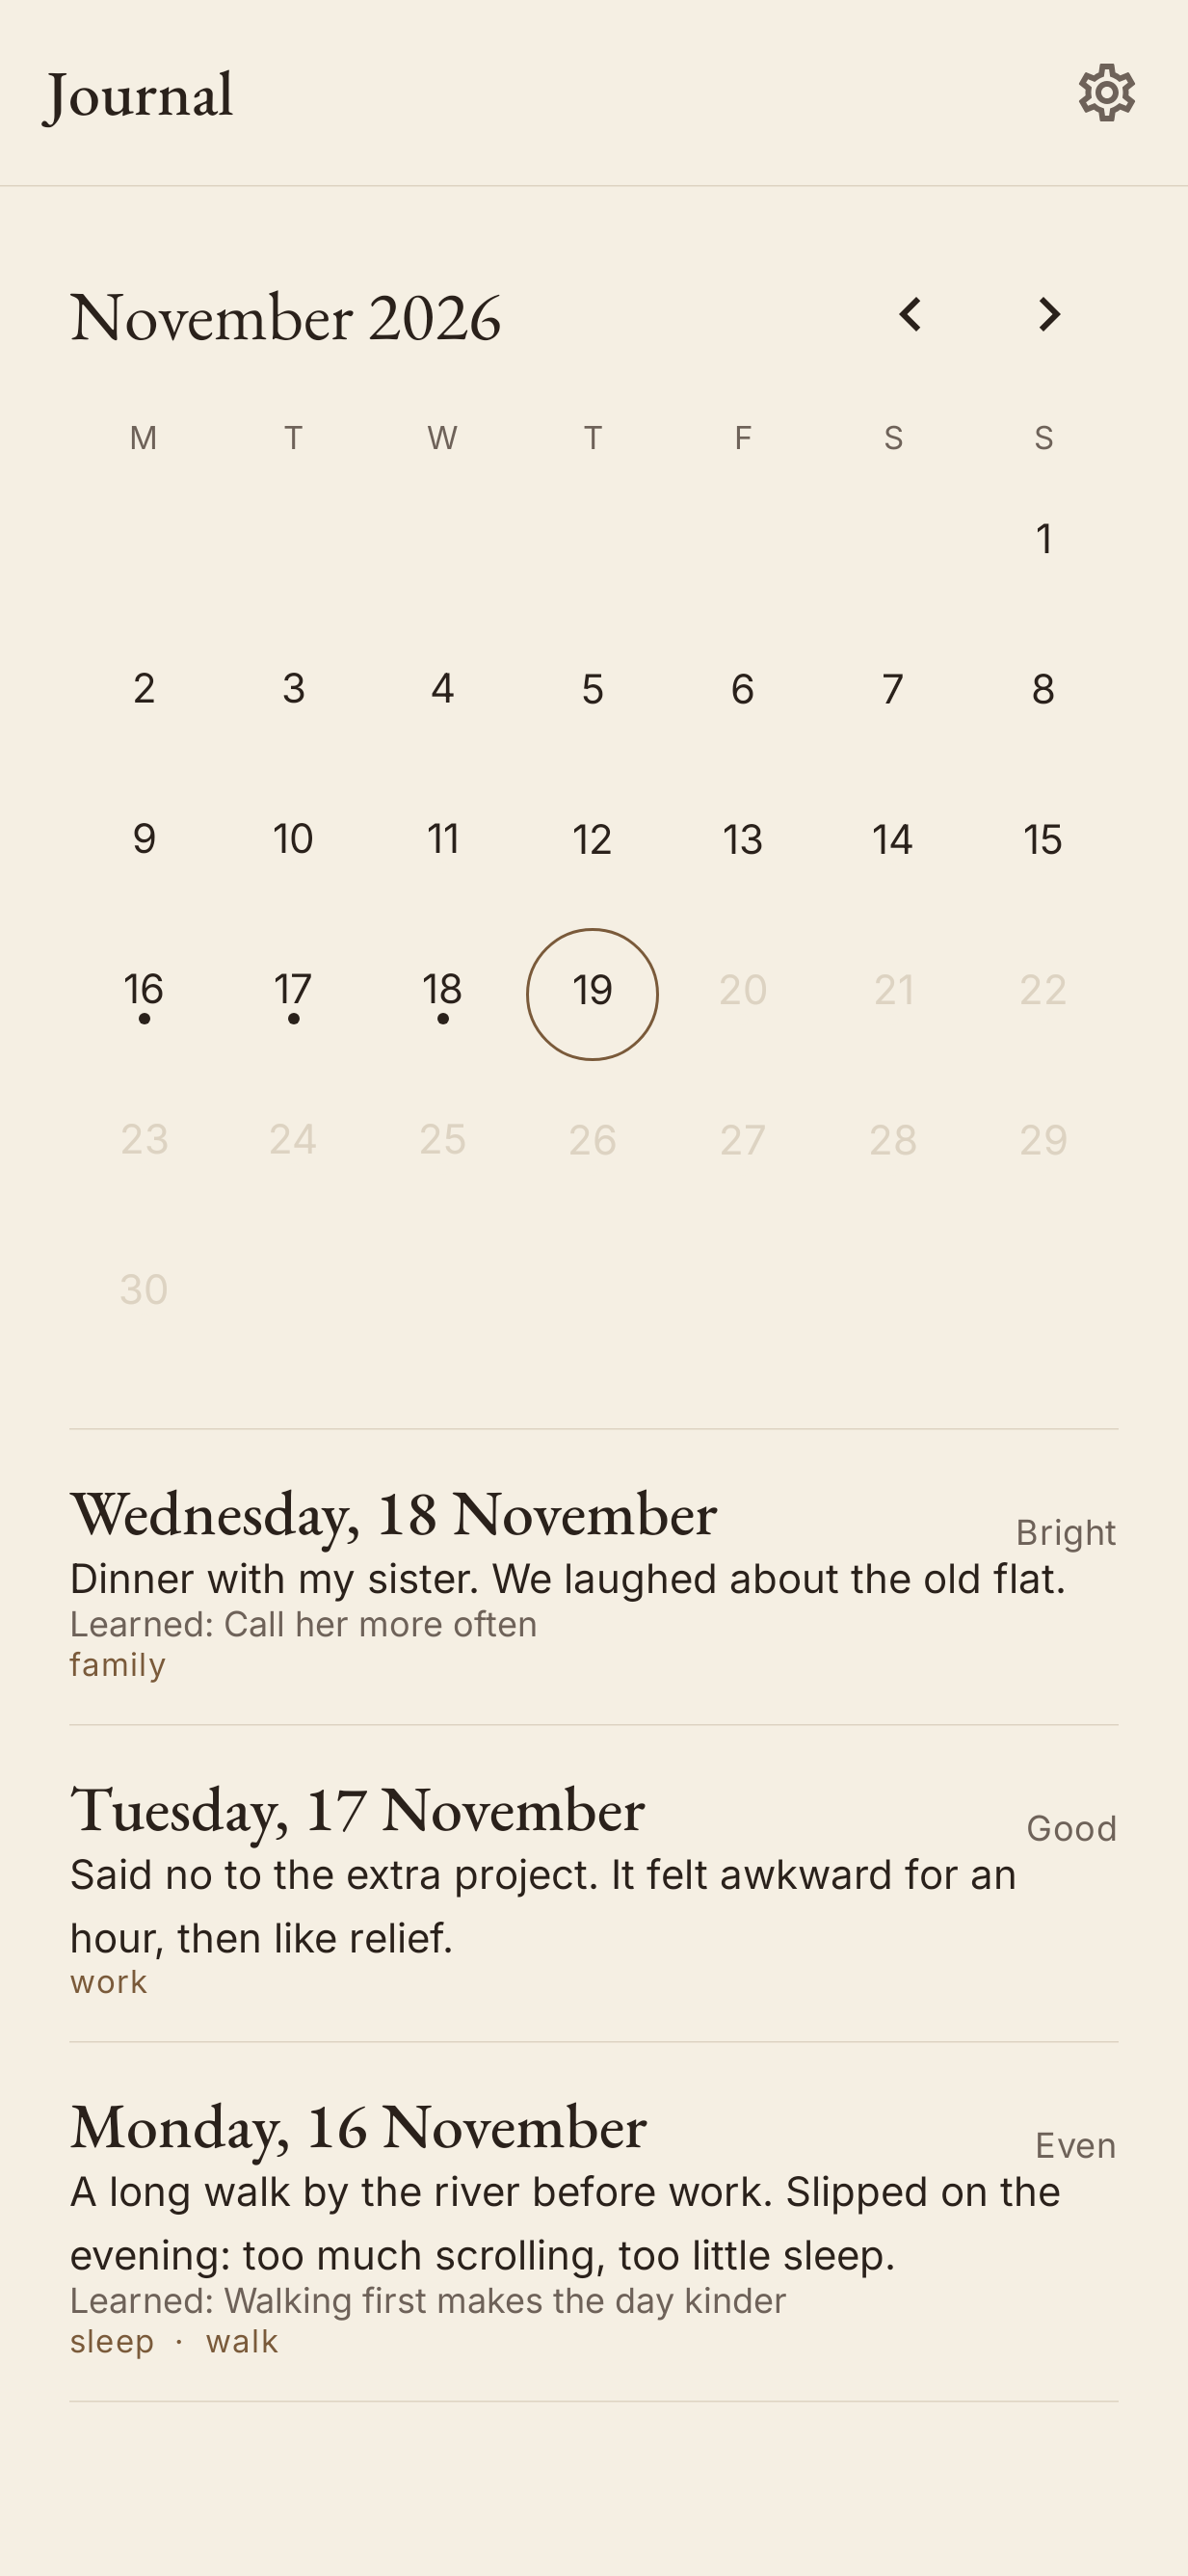 Journal
November 2026
M T W T F S S
1
2 3 4 5 6 7 8
9 10 11 12 13 14 15
16 17 18 19 20 21 22
23 24 25 26 27 28 29
30
Wednesday, 18 November
Bright
Dinner with my sister. We laughed about the old flat.
Learned: Call her more often
family
Tuesday, 17 November
Good
Said no to the extra project. It felt awkward for an
hour, then like relief.
work
Monday, 16 November
Even
A long walk by the river before work. Slipped on the
evening: too much scrolling, too little sleep.
Learned: Walking first makes the day kinder
sleep · walk